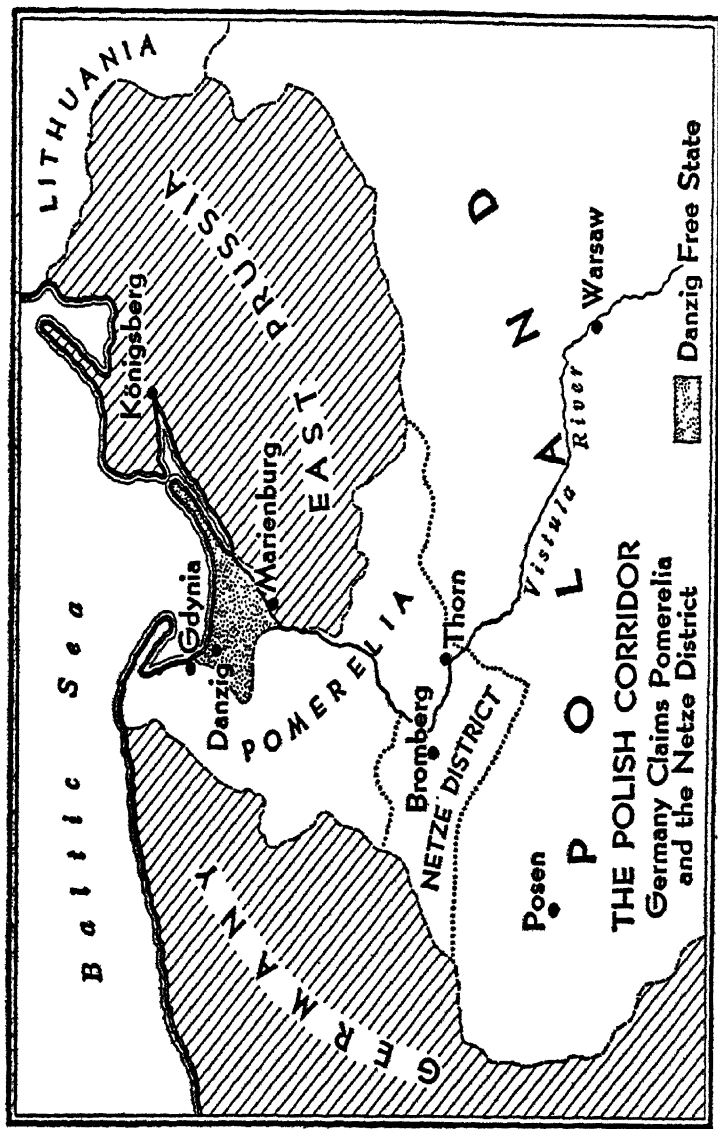 LITHUANIA
Baltic Sea
Königsberg
EAST PRUSSIA
Gdynia
Danzig
Marienburg
POMERELIA
GERMANY
Thorn
Bromberg
NETZE DISTRICT
Posen
POLAND
Vistula River
Warsaw
THE POLISH CORRIDOR
Germany Claims Pomerelia
and the Netze District
Danzig Free State